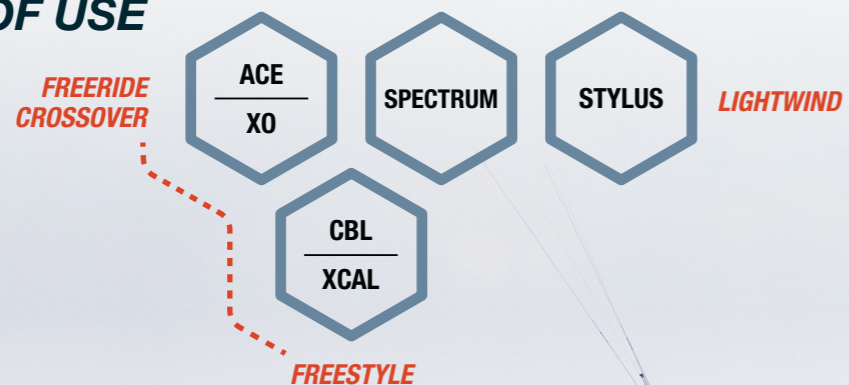 OF USE
FREERIDE
CROSSOVER
ACE
XO
SPECTRUM
STYLUS
LIGHTWIND
CBL
XCAL
FREESTYLE